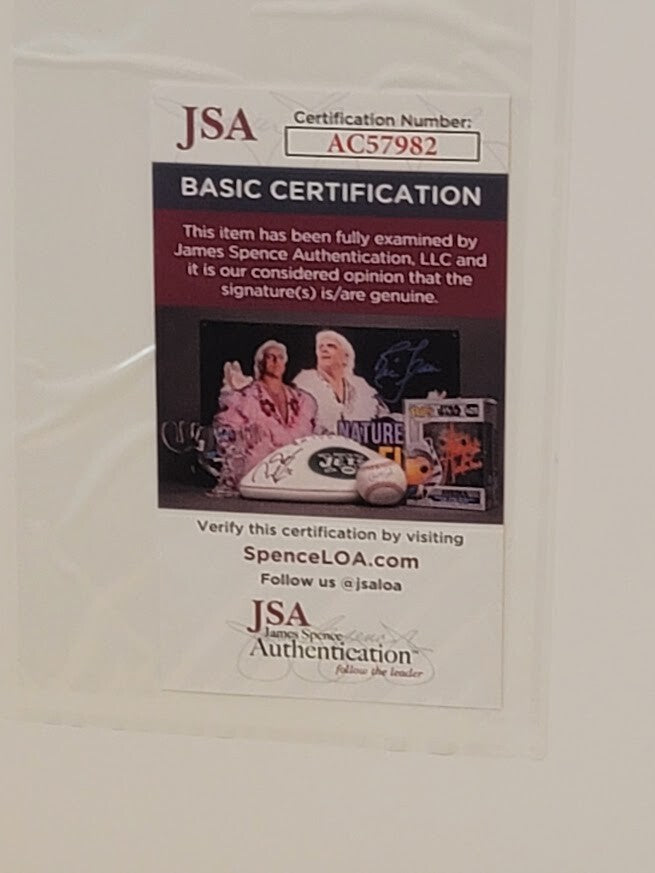 JSA
Certification Number:
AC57982
BASIC CERTIFICATION
This item has been fully examined by
James Spence Authentication, LLC and
it is our considered opinion that the
signature(s) is/are genuine.
NATURE
JETS
Verify this certification by visiting
SpenceLOA.com
Follow us @jsaloa
JSA
James Spence
Authentication™
follow the leader